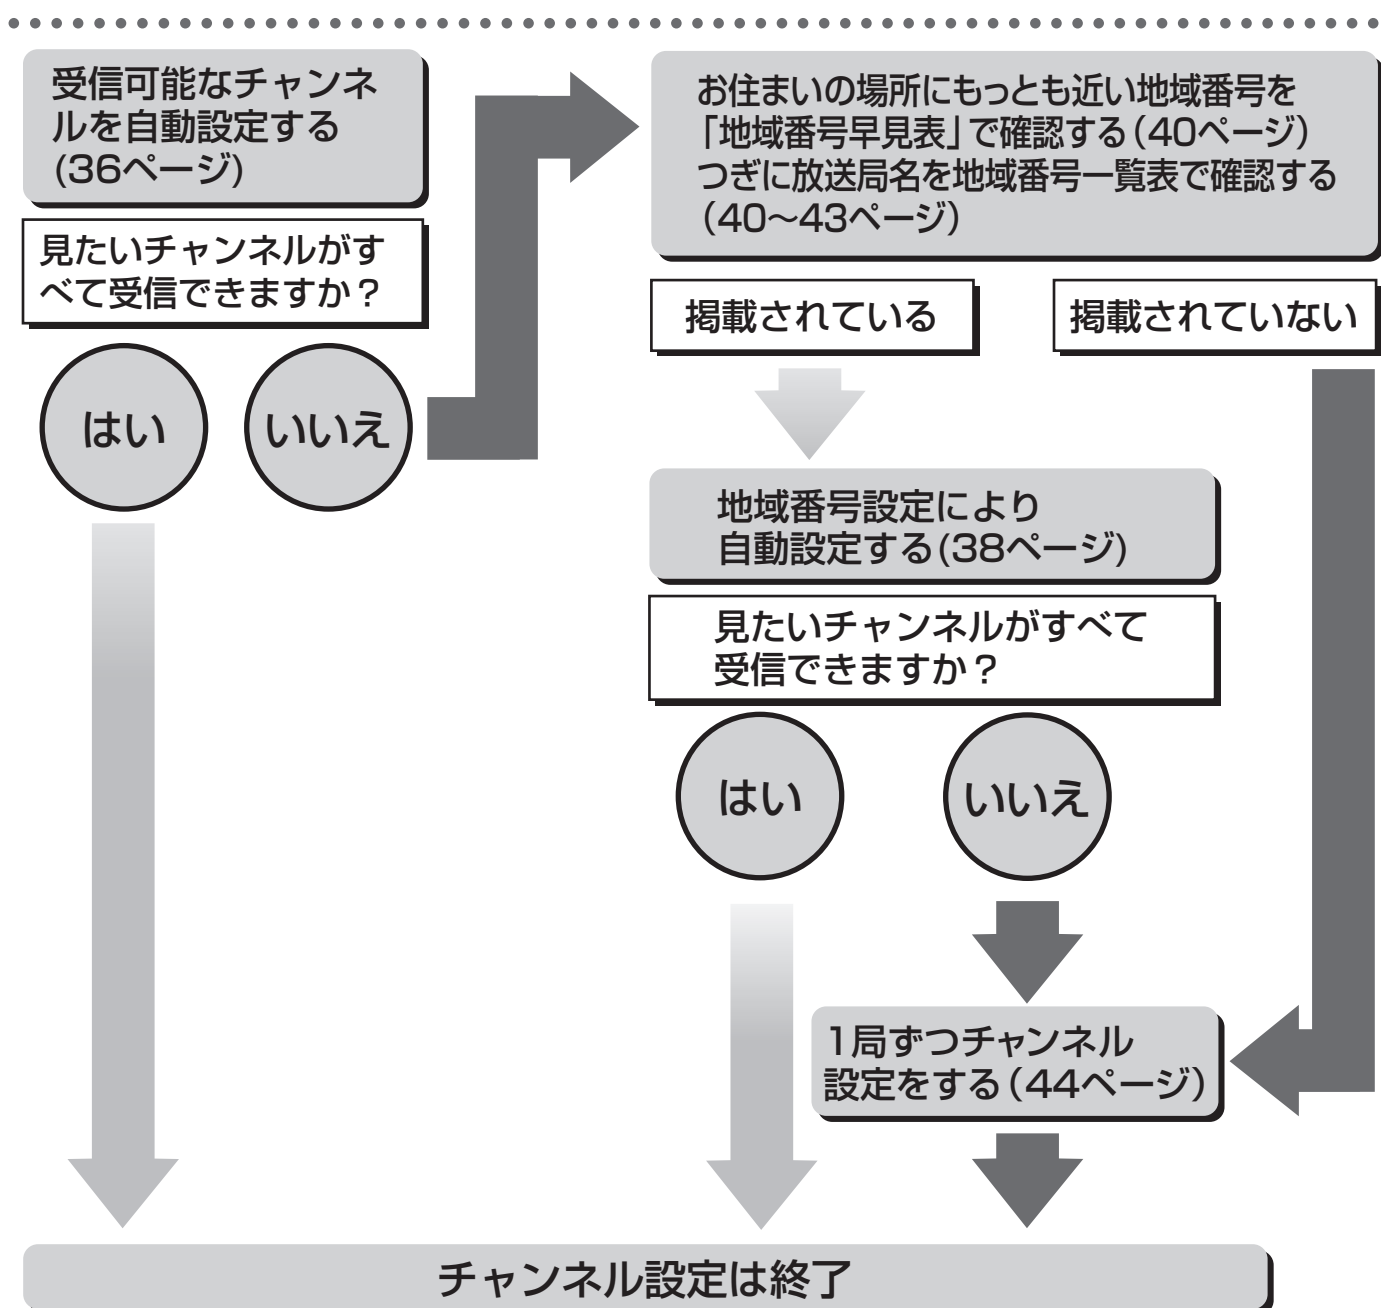 受信可能なチャンネ
ルを自動設定する
(36ページ)
見たいチャンネルがす
べて受信できますか？
はい
いいえ
お住まいの場所にもっとも近い地域番号を
「地域番号早見表」で確認する(40ページ)
つぎに放送局名を地域番号一覧表で確認する
(40〜43ページ)
掲載されている
掲載されていない
地域番号設定により
自動設定する(38ページ)
見たいチャンネルがすべて
受信できますか？
はい
いいえ
1局ずつチャンネル
設定をする(44ページ)
チャンネル設定は終了